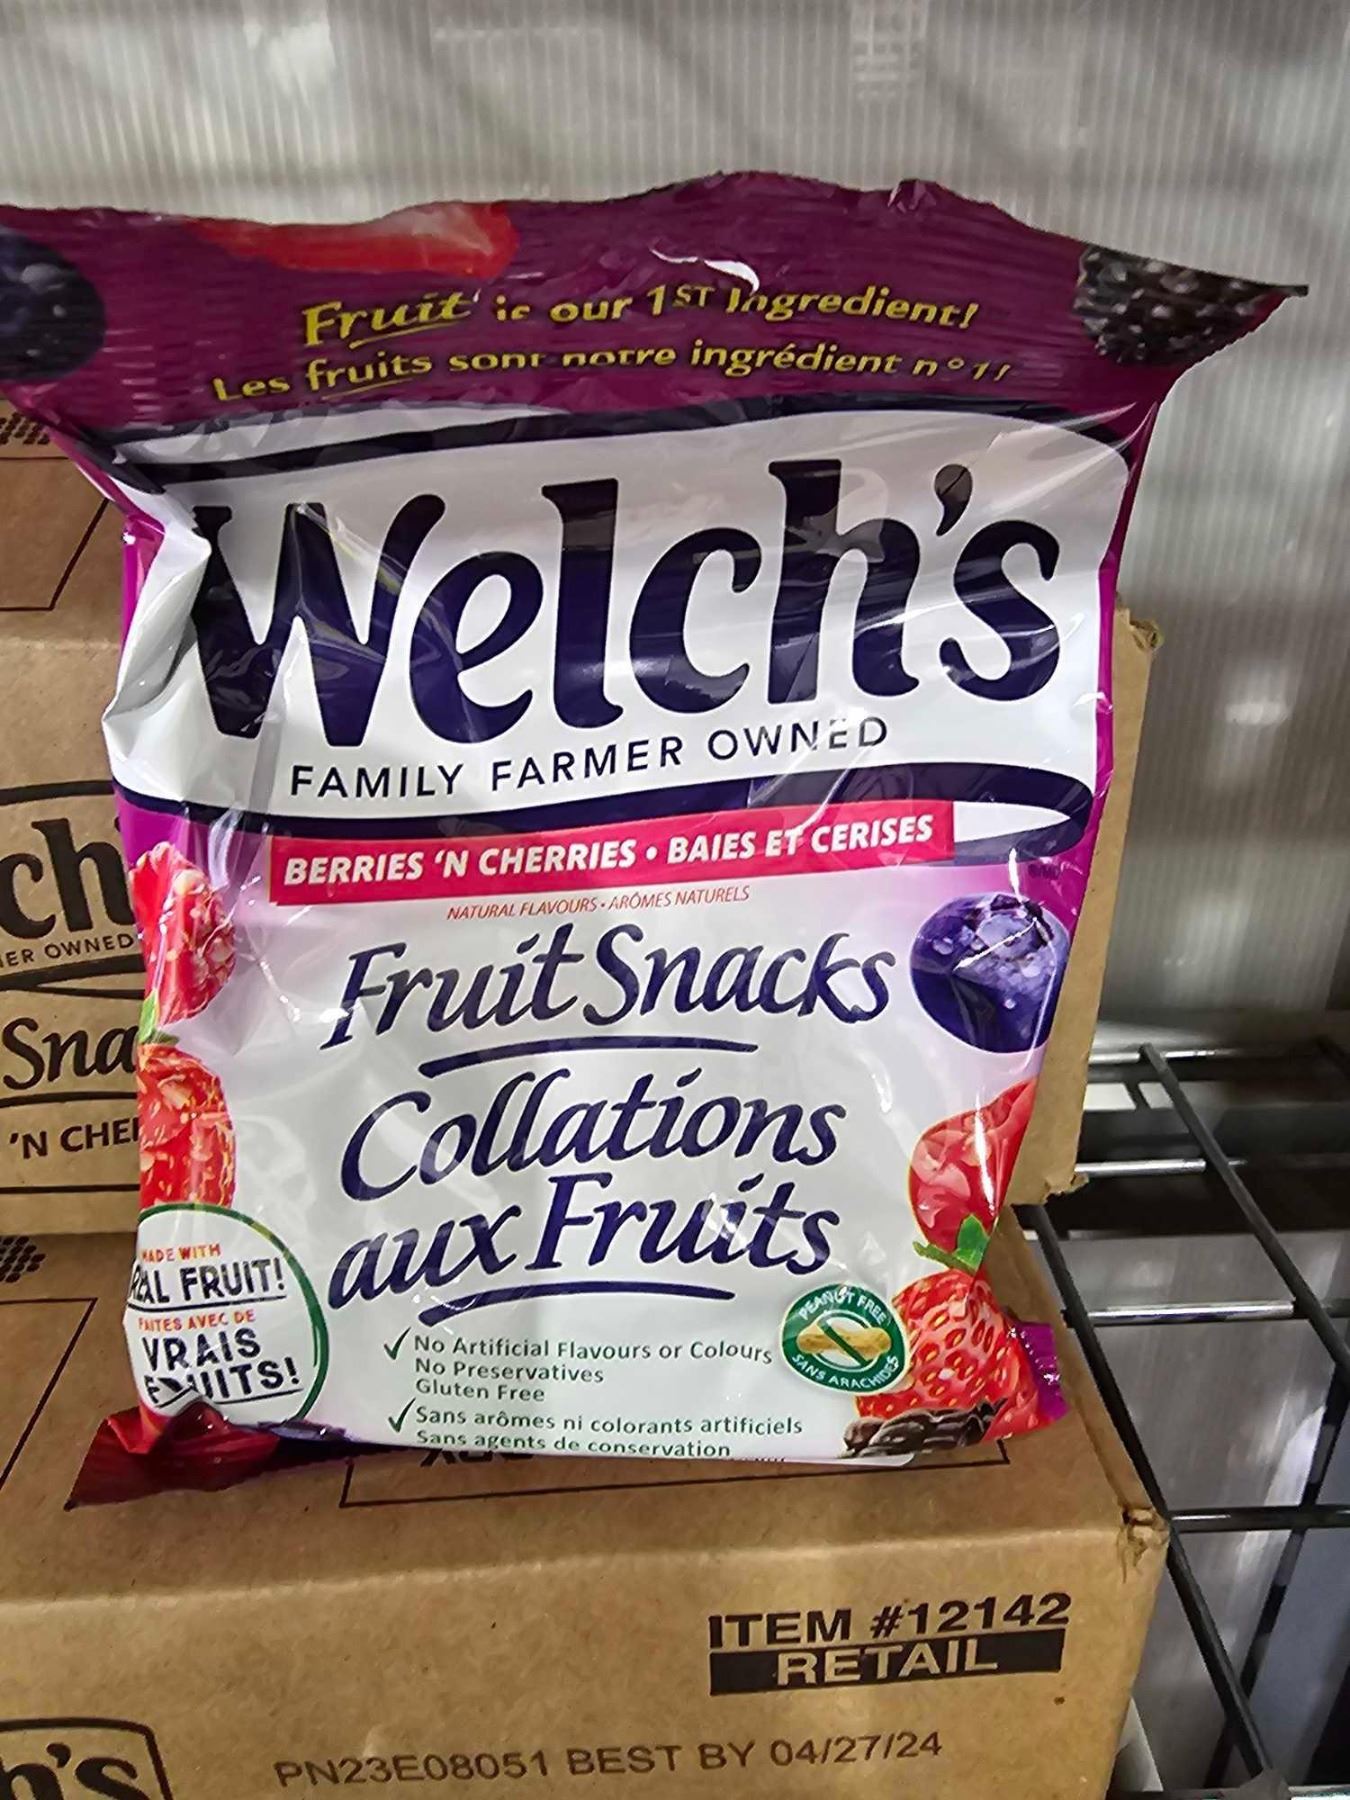 Fruit is our 1ST Ingredient!
Les fruits sont notre ingrédient n°1!
Welch's
FAMILY FARMER OWNED
BERRIES 'N CHERRIES • BAIES ET CERISES
NATURAL FLAVOURS • ARÔMES NATURELS
Fruit Snacks
Collations
aux Fruits
MADE WITH
REAL FRUIT!
FAITES AVEC DE
VRAIS
FRUITS!
✓ No Artificial Flavours or Colours
No Preservatives
Gluten Free
✓ Sans arômes ni colorants artificiels
Sans agents de conservation
PEANUT FREE
SANS ARACHIDES
ch
ER OWNED
Sna
'N CHE
ITEM #12142
RETAIL
PN23E08051 BEST BY 04/27/24
h's